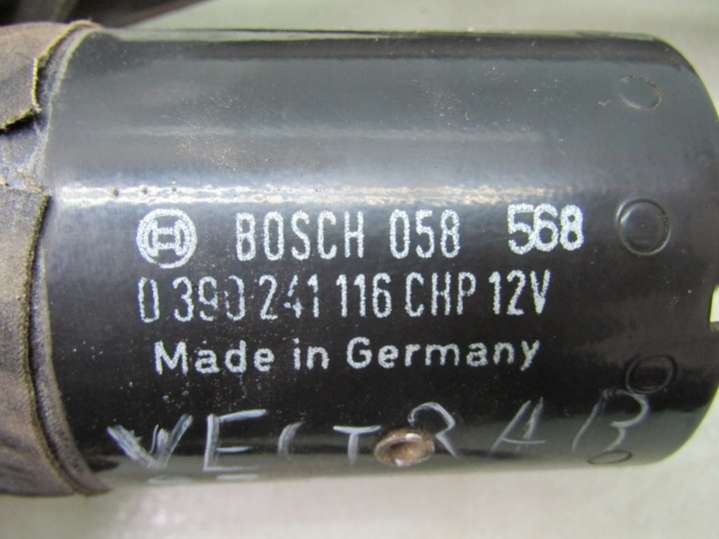 BOSCH 058 568
0 390 241 116 CHP 12V
Made in Germany
VECTRA B